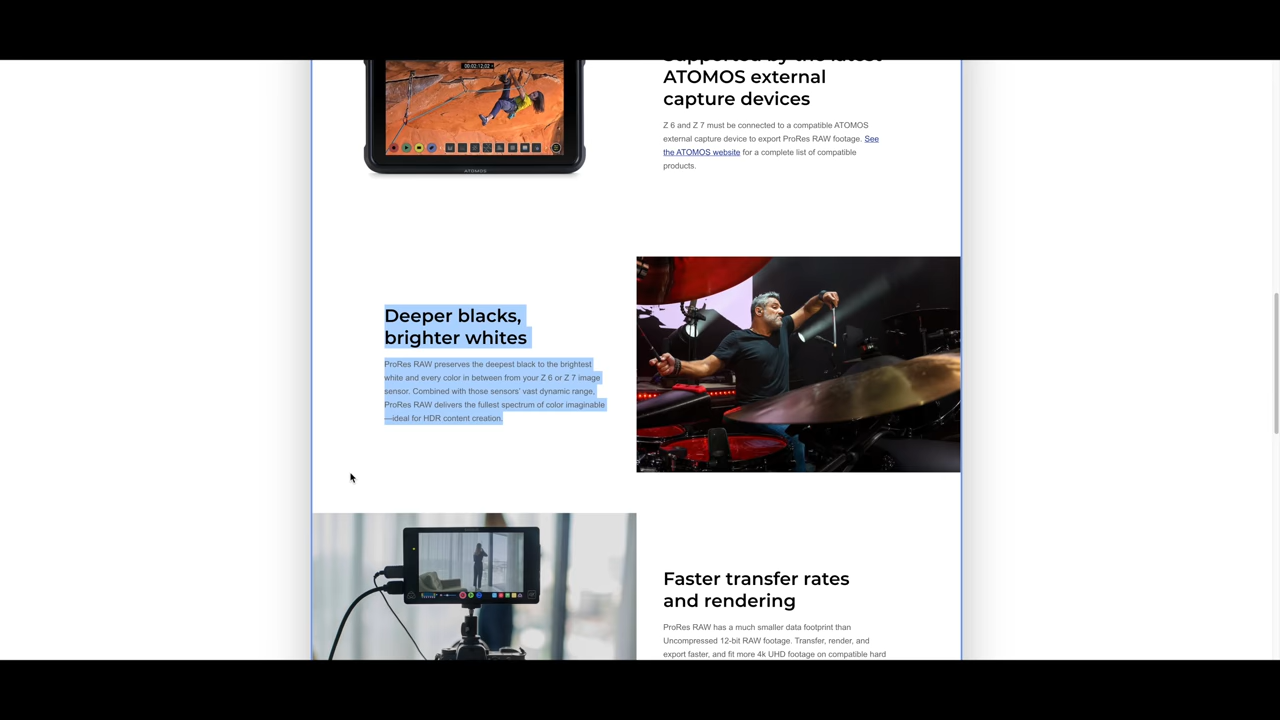 Supported by the latest
ATOMOS external
capture devices
Z 6 and Z 7 must be connected to a compatible ATOMOS
external capture device to export ProRes RAW footage. See
the ATOMOS website for a complete list of compatible
products.
ATOMOS
Deeper blacks,
brighter whites
ProRes RAW preserves the deepest black to the brightest
white and every color in between from your Z 6 or Z 7 image
sensor. Combined with those sensors' vast dynamic range,
ProRes RAW delivers the fullest spectrum of color imaginable
—ideal for HDR content creation.
Faster transfer rates
and rendering
ProRes RAW has a much smaller data footprint than
Uncompressed 12-bit RAW footage. Transfer, render, and
export faster, and fit more 4k UHD footage on compatible hard